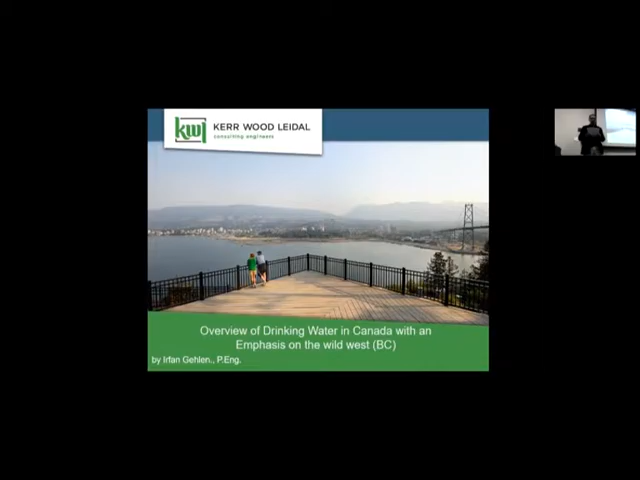 kwl
KERR WOOD LEIDAL
consulting engineers
Overview of Drinking Water in Canada with an
Emphasis on the wild west (BC)
by Irfan Gehlen., P.Eng.